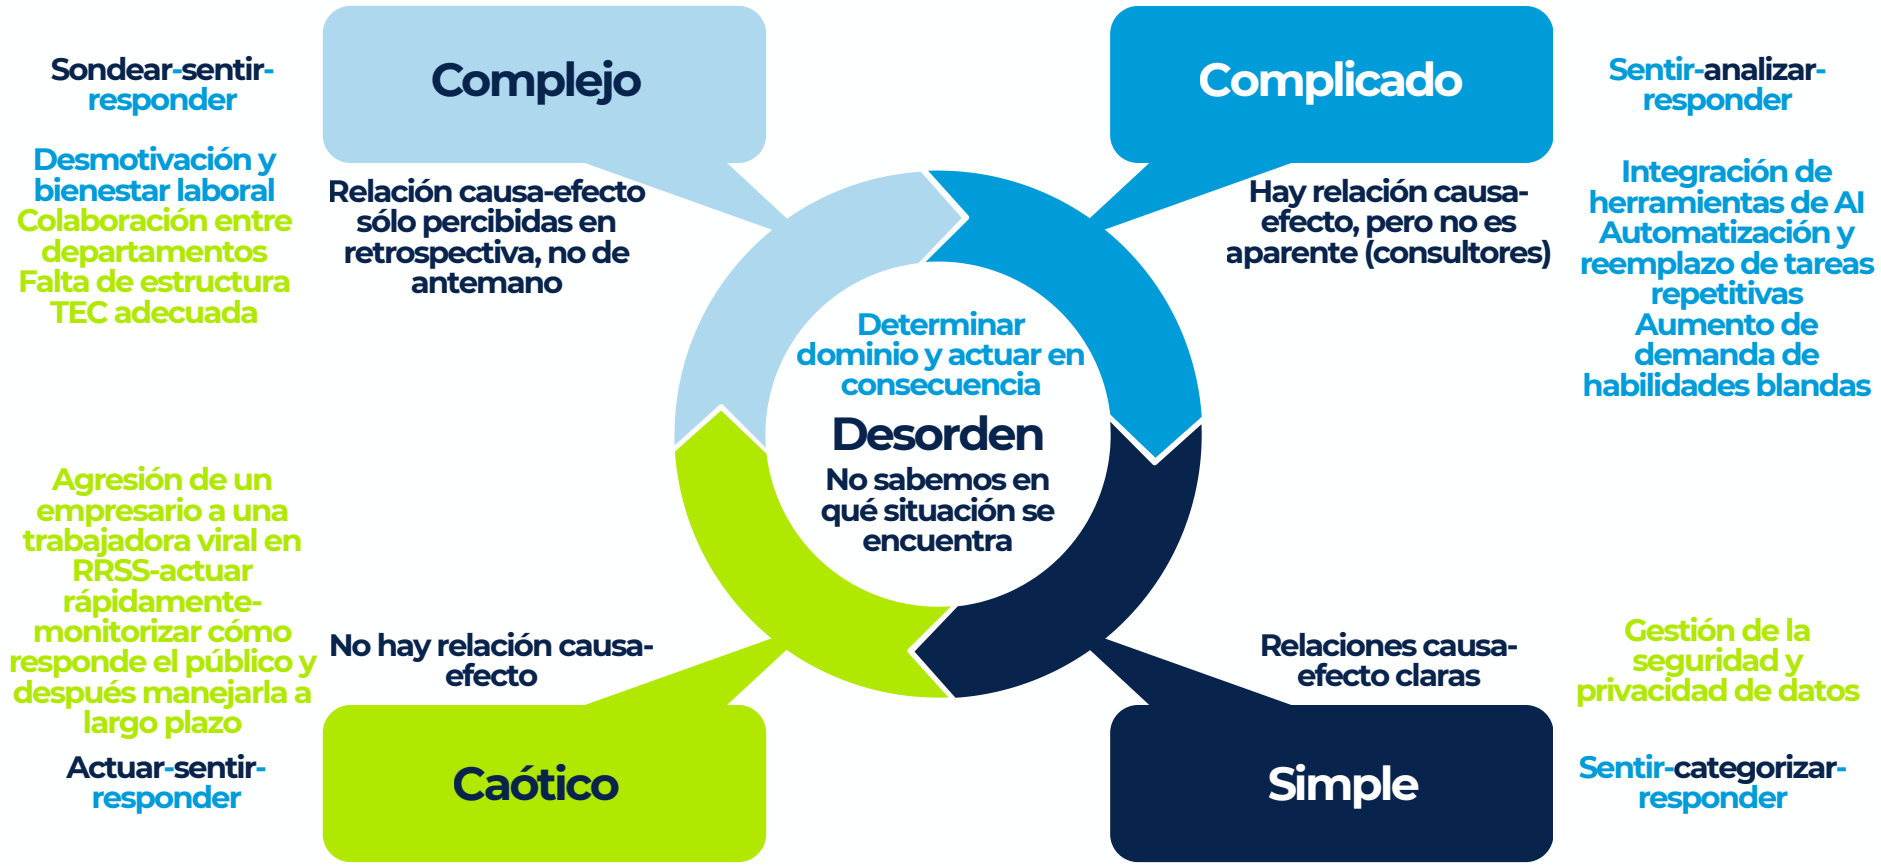 Sondear-sentir-
responder
Desmotivación y
bienestar laboral
Colaboración entre
departamentos
Falta de estructura
TEC adecuada
Complejo
Relación causa-efecto
sólo percibidas en
retrospectiva, no de
antemano
Complicado
Hay relación causa-
efecto, pero no es
aparente (consultores)
Sentir-analizar-
responder
Integración de
herramientas de AI
Automatización y
reemplazo de tareas
repetitivas
Aumento de
demanda de
habilidades blandas
Determinar
dominio y actuar en
consecuencia
Desorden
No sabemos en
qué situación se
encuentra
Agresión de un
empresario a una
trabajadora viral en
RRSS-actuar
rápidamente-
monitorizar cómo
responde el público y
después manejarla a
largo plazo
Actuar-sentir-
responder
No hay relación causa-
efecto
Caótico
Relaciones causa-
efecto claras
Simple
Gestión de la
seguridad y
privacidad de datos
Sentir-categorizar-
responder